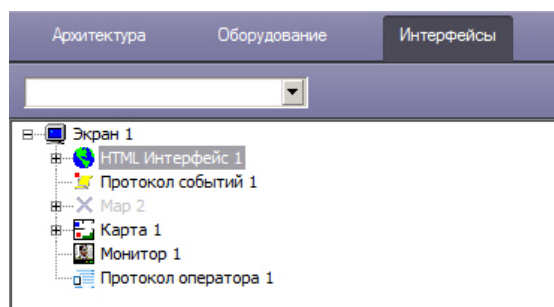 Архитектура Оборудование Интерфейсы
Экран 1
HTML Интерфейс 1
Протокол событий 1
Map 2
Карта 1
Монитор 1
Протокол оператора 1